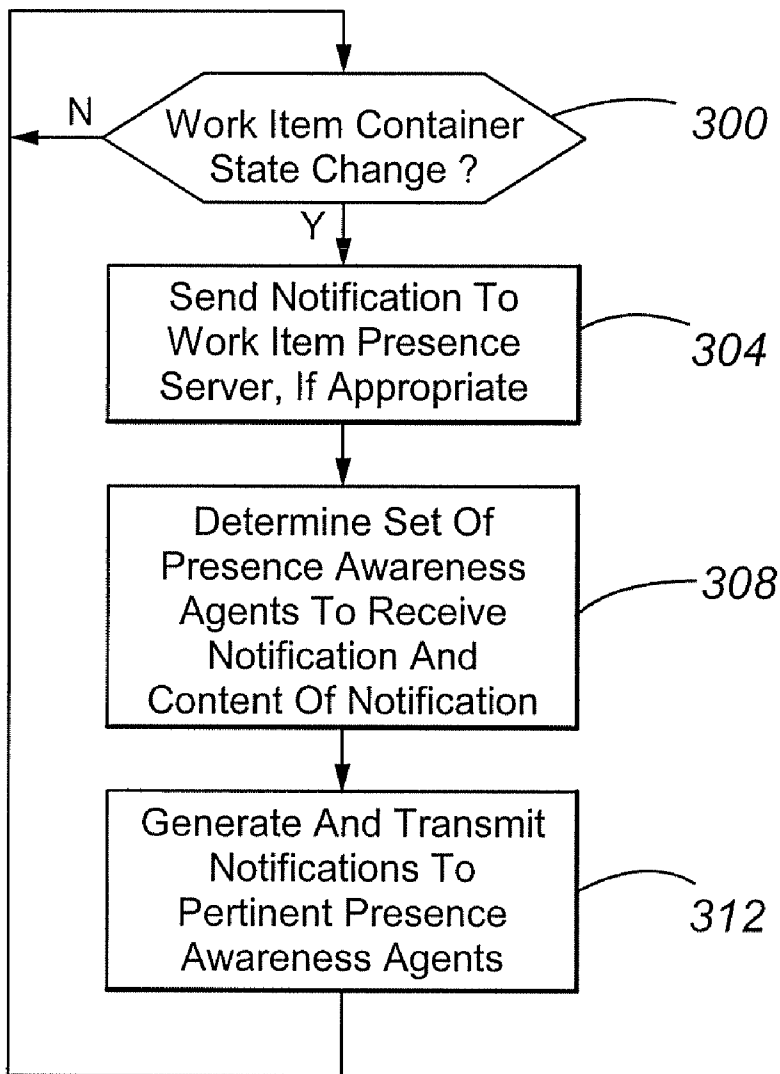 N
Work Item Container
State Change ?
300
Y
Send Notification To
Work Item Presence
Server, If Appropriate
304
Determine Set Of
Presence Awareness
Agents To Receive
Notification And
Content Of Notification
308
Generate And Transmit
Notifications To
Pertinent Presence
Awareness Agents
312